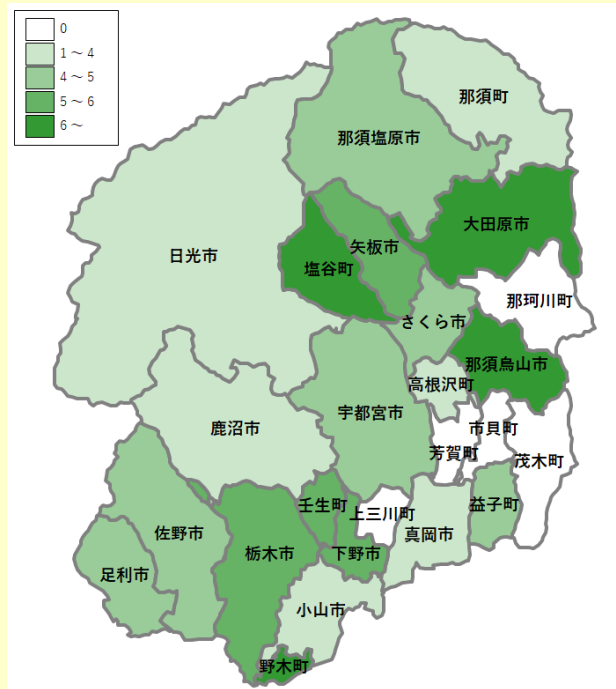 0
1～4
4～5
5～6
6～
那須町
那須塩原市
大田原市
矢板市
日光市
塩谷町
那珂川町
さくら市
那須烏山市
高根沢町
宇都宮市
鹿沼市
市貝町
芳賀町
茂木町
壬生町
上三川町
益子町
真岡市
佐野市
栃木市
下野市
足利市
小山市
野木町